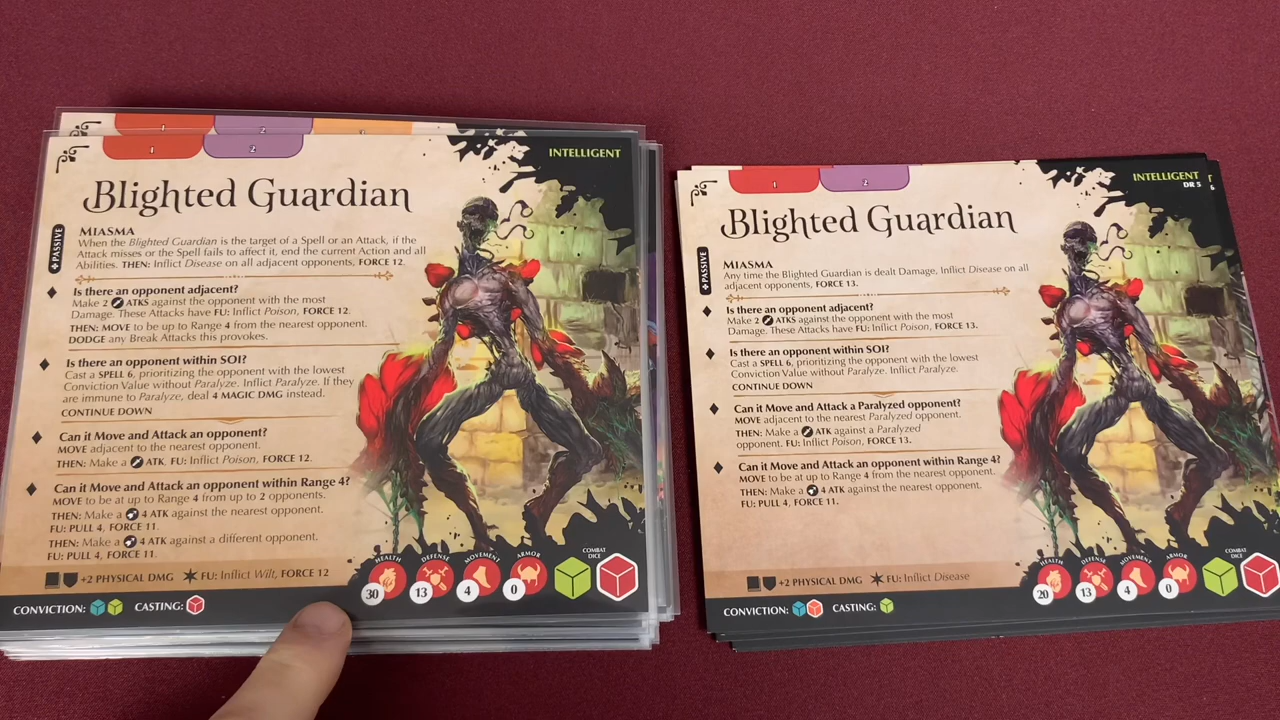 1
2
INTELLIGENT
Blighted Guardian
PASSIVE
MIASMA
When the Blighted Guardian is the target of a Spell or an Attack, if the
Attack misses or the Spell fails to affect it, end the current Action and all
Abilities. THEN: Inflict Disease on all adjacent opponents, FORCE 12.
Is there an opponent adjacent?
Make 2 ATKS against the opponent with the most
Damage. These Attacks have FU: Inflict Poison, FORCE 12.
THEN: MOVE to be up to Range 4 from the nearest opponent.
DODGE any Break Attacks this provokes.
Is there an opponent within SOI?
Cast a SPELL 6, prioritizing the opponent with the lowest
Conviction Value without Paralyze. Inflict Paralyze. If they
are immune to Paralyze, deal 4 MAGIC DMG instead.
CONTINUE DOWN
Can it Move and Attack an opponent?
MOVE adjacent to the nearest opponent.
THEN: Make a ATK, FU: Inflict Poison, FORCE 12.
Can it Move and Attack an opponent within Range 4?
MOVE to be at up to Range 4 from up to 2 opponents.
THEN: Make a 4 ATK against the nearest opponent.
FU: PULL 4, FORCE 11.
THEN: Make a 4 ATK against a different opponent.
FU: PULL 4, FORCE 11.
+2 PHYSICAL DMG FU: Inflict Wilt, FORCE 12
HEALTH DEFENSE MOVEMENT ARMOR COMBAT DICE
30 13 4 0
CONVICTION: CASTING:
1
2
INTELLIGENT
DR 5
Blighted Guardian
PASSIVE
MIASMA
Any time the Blighted Guardian is dealt Damage, Inflict Disease on all
adjacent opponents, FORCE 13.
Is there an opponent adjacent?
Make 2 ATKS against the opponent with the most
Damage. These Attacks have FU: Inflict Poison, FORCE 13.
Is there an opponent within SOI?
Cast a SPELL 6, prioritizing the opponent with the lowest
Conviction Value without Paralyze. Inflict Paralyze.
CONTINUE DOWN
Can it Move and Attack a Paralyzed opponent?
MOVE adjacent to the nearest Paralyzed opponent.
THEN: Make a ATK against a Paralyzed
opponent. FU: Inflict Poison, FORCE 13.
Can it Move and Attack an opponent within Range 4?
MOVE to be at up to Range 4 from the nearest opponent.
THEN: Make a 4 ATK against the nearest opponent.
FU: PULL 4, FORCE 11.
+2 PHYSICAL DMG FU: Inflict Disease
HEALTH DEFENSE MOVEMENT ARMOR COMBAT DICE
20 13 4 0
CONVICTION: CASTING: